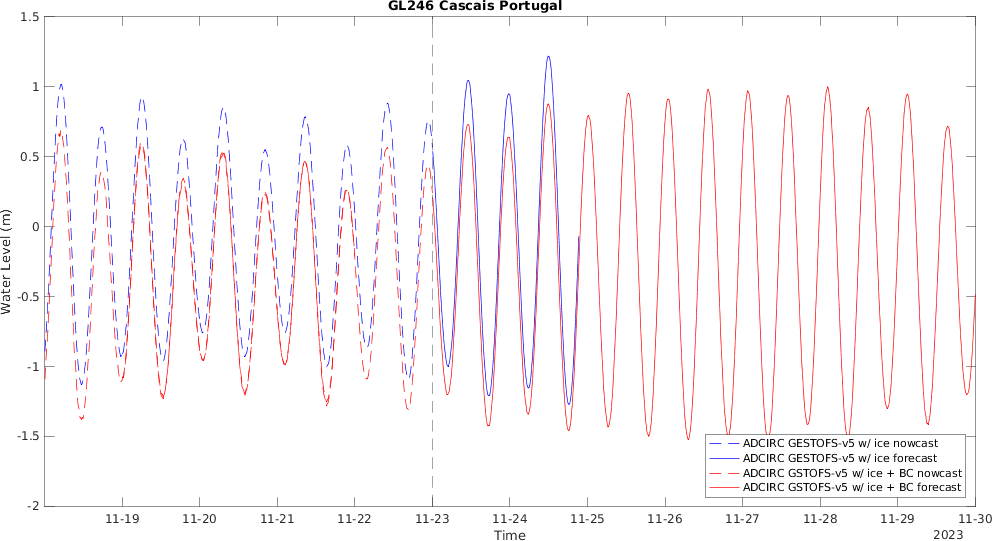 GL246 Cascais Portugal
1.5
1
0.5
0
-0.5
-1
-1.5
-2
Water Level (m)
ADCIRC GESTOFS-v5 w/ ice nowcast
ADCIRC GESTOFS-v5 w/ ice forecast
ADCIRC GSTOFS-v5 w/ ice + BC nowcast
ADCIRC GSTOFS-v5 w/ ice + BC forecast
11-19 11-20 11-21 11-22 11-23 11-24 11-25 11-26 11-27 11-28 11-29 11-30
Time
2023